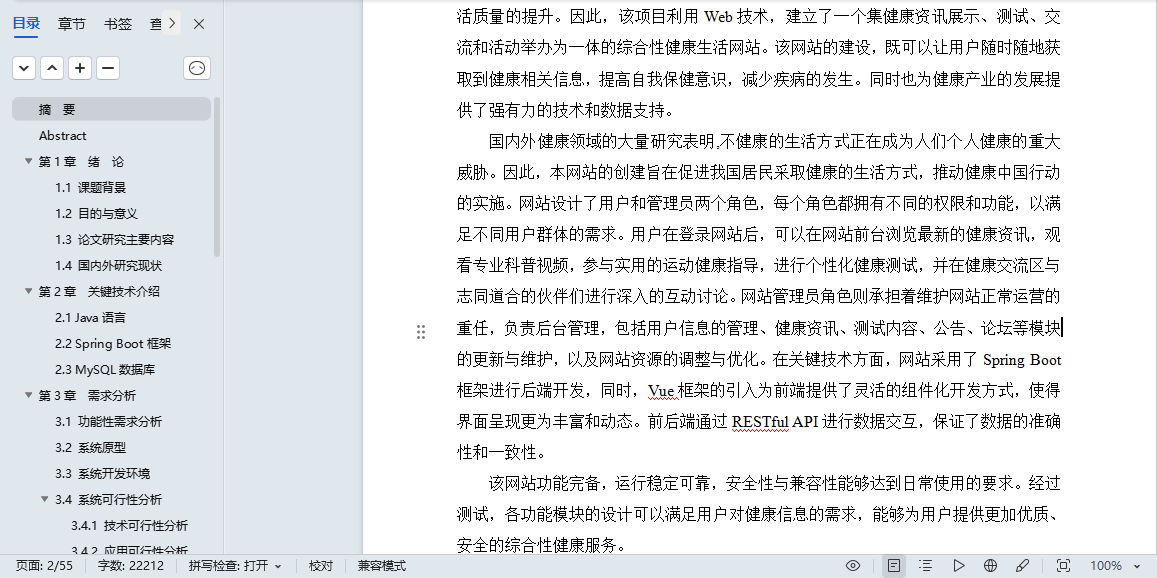 目录 章节 书签 查
摘 要
Abstract
第 1 章 绪 论
1.1 课题背景
1.2 目的与意义
1.3 论文研究主要内容
1.4 国内外研究现状
第 2 章 关键技术介绍
2.1 Java 语言
2.2 Spring Boot 框架
2.3 MySQL 数据库
第 3 章 需求分析
3.1 功能性需求分析
3.2 系统原型
3.3 系统开发环境
3.4 系统可行性分析
3.4.1 技术可行性分析
3.4.2 应用可行性分析
活质量的提升。因此，该项目利用 Web 技术，建立了一个集健康资讯展示、测试、交
流和活动举办为一体的综合性健康生活网站。该网站的建设，既可以让用户随时随地获
取到健康相关信息，提高自我保健意识，减少疾病的发生。同时也为健康产业的发展提
供了强有力的技术和数据支持。
国内外健康领域的大量研究表明,不健康的生活方式正在成为人们个人健康的重大
威胁。因此，本网站的创建旨在促进我国居民采取健康的生活方式，推动健康中国行动
的实施。网站设计了用户和管理员两个角色，每个角色都拥有不同的权限和功能，以满
足不同用户群体的需求。用户在登录网站后，可以在网站前台浏览最新的健康资讯，观
看专业科普视频，参与实用的运动健康指导，进行个性化健康测试，并在健康交流区与
志同道合的伙伴们进行深入的互动讨论。网站管理员角色则承担着维护网站正常运营的
重任，负责后台管理，包括用户信息的管理、健康资讯、测试内容、公告、论坛等模块
的更新与维护，以及网站资源的调整与优化。在关键技术方面，网站采用了 Spring Boot
框架进行后端开发，同时，Vue 框架的引入为前端提供了灵活的组件化开发方式，使得
界面呈现更为丰富和动态。前后端通过 RESTful API 进行数据交互，保证了数据的准确
性和一致性。
该网站功能完备，运行稳定可靠，安全性与兼容性能够达到日常使用的要求。经过
测试，各功能模块的设计可以满足用户对健康信息的需求，能够为用户提供更加优质、
安全的综合性健康服务。
页面: 2/55 字数: 22212 拼写检查: 打开 校对 兼容模式 100%